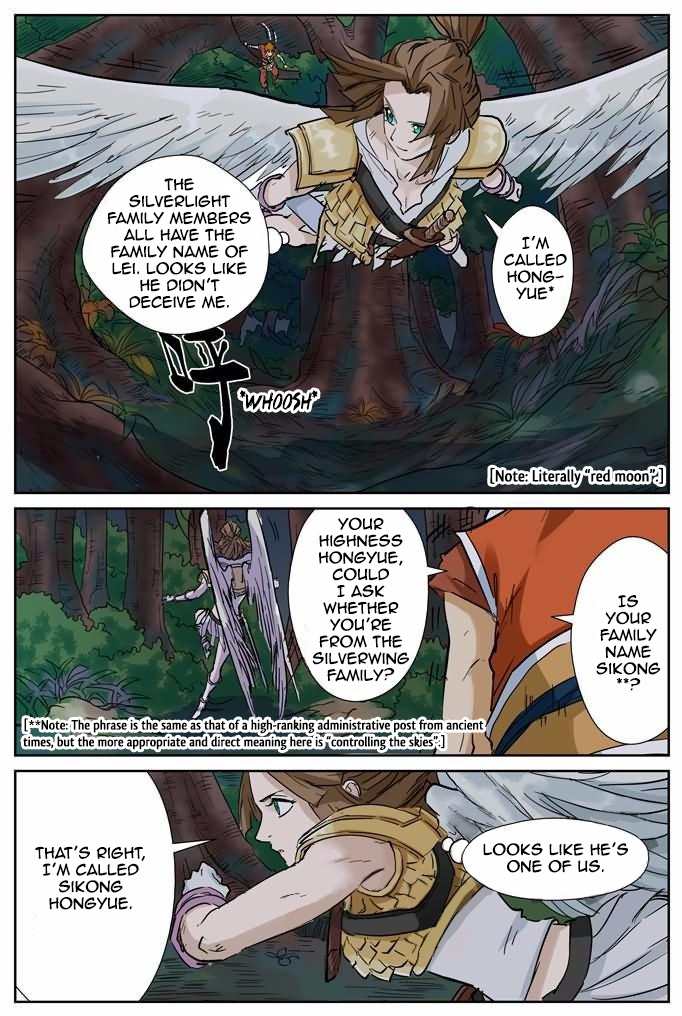 THE
SILVERLIGHT
FAMILY MEMBERS
ALL HAVE THE
FAMILY NAME OF
LEI. LOOKS LIKE
HE DIDN'T
DECEIVE ME.
I'M
CALLED
HONG-
YUE*
呼
*WHOOSH*
[Note: Literally "red moon".]
YOUR
HIGHNESS
HONGYUE,
COULD
I ASK
WHETHER
YOU'RE
FROM THE
SILVERWING
FAMILY?
IS
YOUR
FAMILY
NAME
SIKONG
**?
[**Note: The phrase is the same as that of a high-ranking administrative post from ancient
times, but the more appropriate and direct meaning here is "controlling the skies".]
THAT'S RIGHT,
I'M CALLED
SIKONG
HONGYUE.
LOOKS LIKE HE'S
ONE OF US.